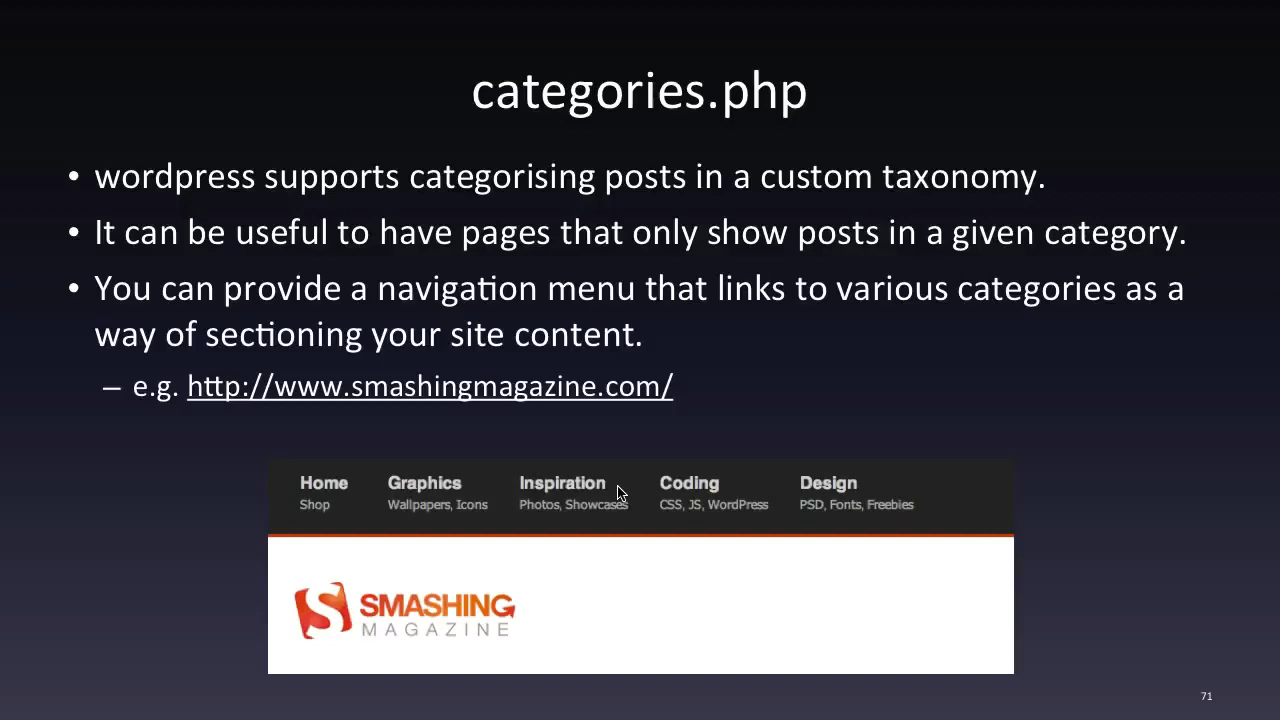 categories.php
• wordpress supports categorising posts in a custom taxonomy.
• It can be useful to have pages that only show posts in a given category.
• You can provide a navigation menu that links to various categories as a
way of sectioning your site content.
– e.g. http://www.smashingmagazine.com/
Home Graphics Inspiration Coding Design
Shop Wallpapers, Icons Photos, Showcases CSS, JS, WordPress PSD, Fonts, Freebies
SMASHING
MAGAZINE
71